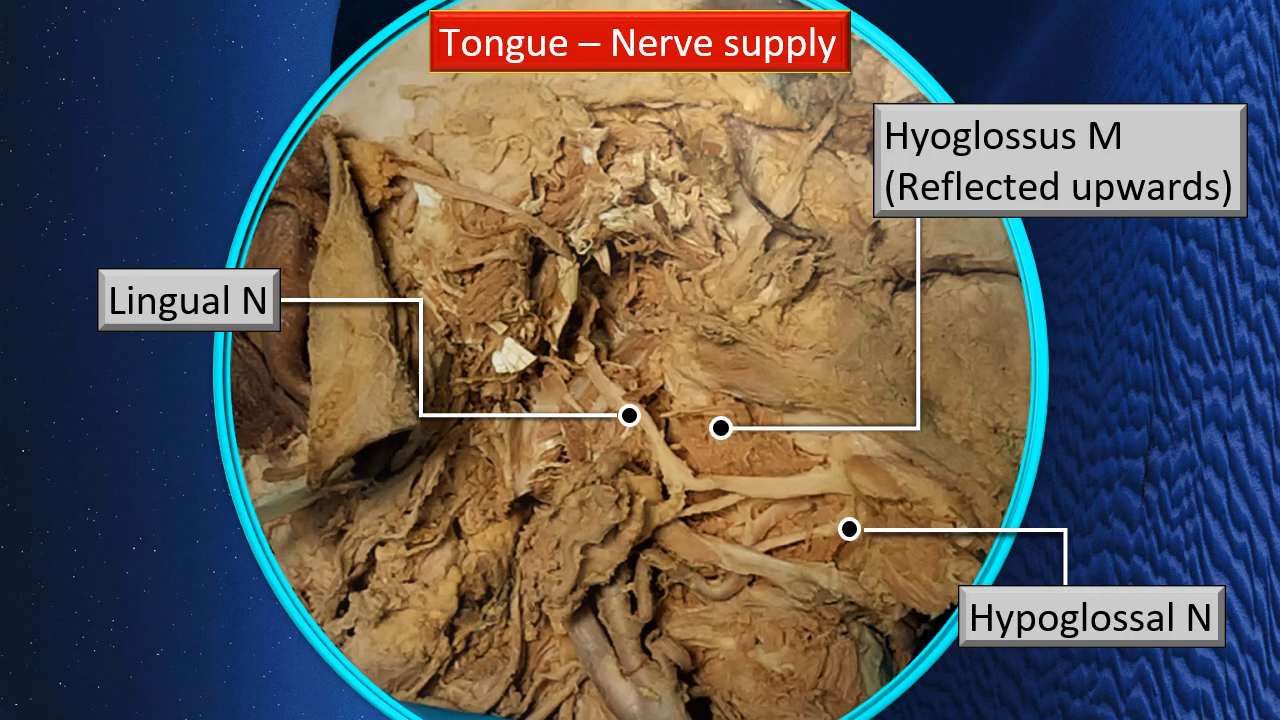 Tongue – Nerve supply
Hyoglossus M
(Reflected upwards)
Lingual N
Hypoglossal N